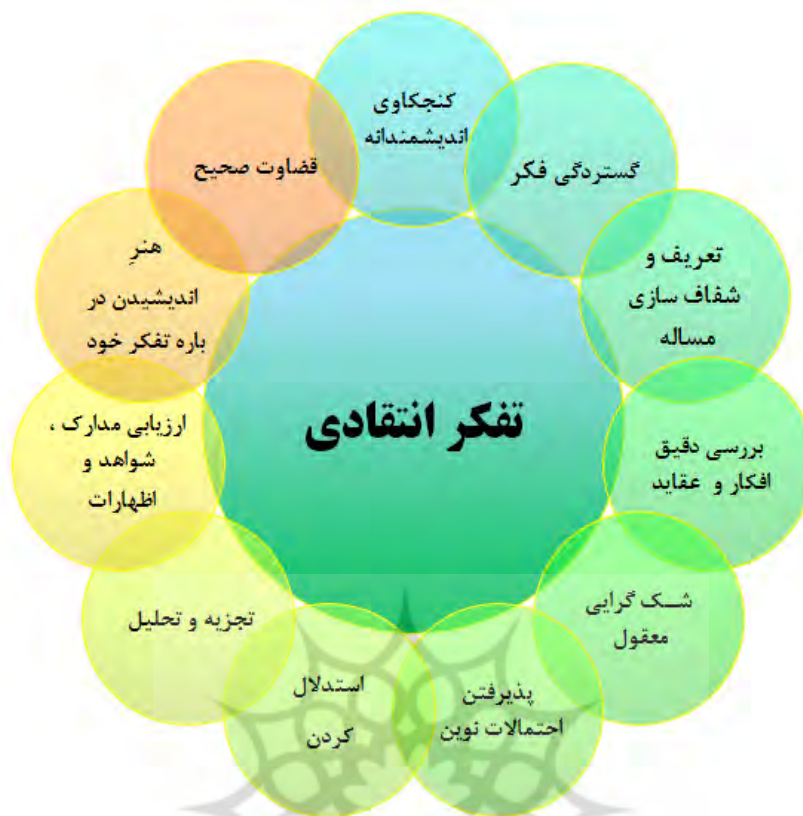 کنجکاوی
اندیشمندانه
گستردگی فکر
تعریف و
شفاف سازی
مساله
بررسی دقیق
افکار و عقاید
شــک گرایی
معقول
پذیرفتن
احتمالات نوین
استدلال
کردن
تجزیه و تحلیل
ارزیابی مدارک ،
شواهد و
اظهارات
هنرِ
اندیشیدن در
باره تفکر خود
قضاوت صحیح
تفکر انتقادی